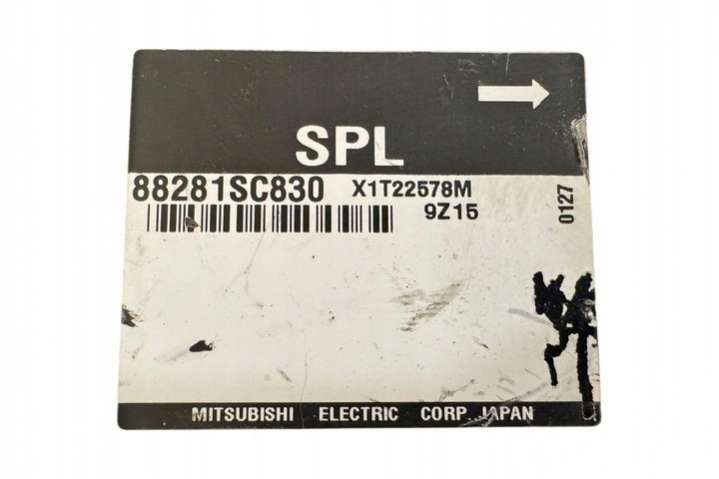 SPL
88281SC830 X1T22578M
9Z15
0127
MITSUBISHI ELECTRIC CORP. JAPAN